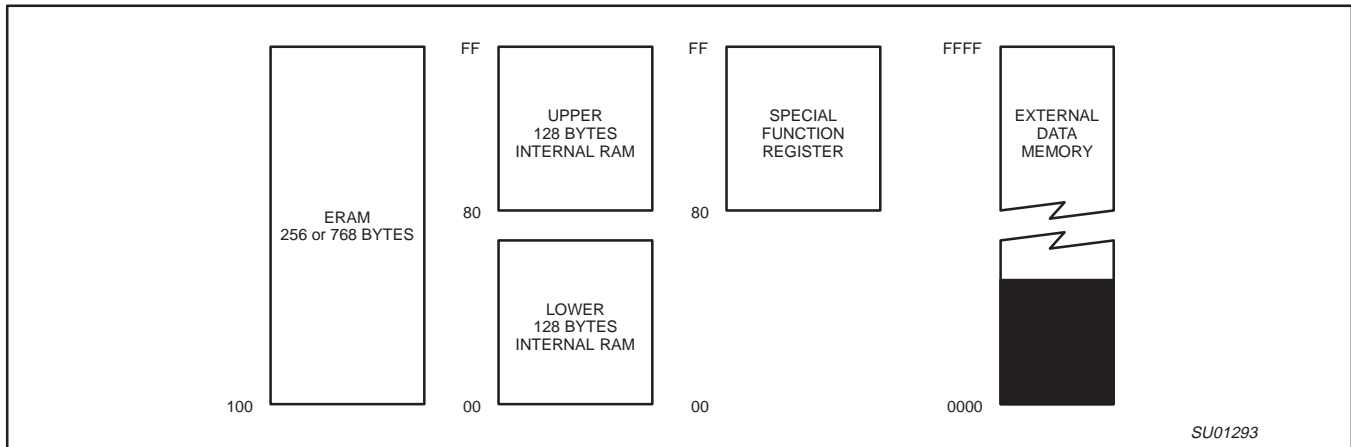 FF
FF
FFFF
UPPER
128 BYTES
INTERNAL RAM
SPECIAL
FUNCTION
REGISTER
EXTERNAL
DATA
MEMORY
ERAM
256 or 768 BYTES
80
80
LOWER
128 BYTES
INTERNAL RAM
100
00
00
0000
SU01293